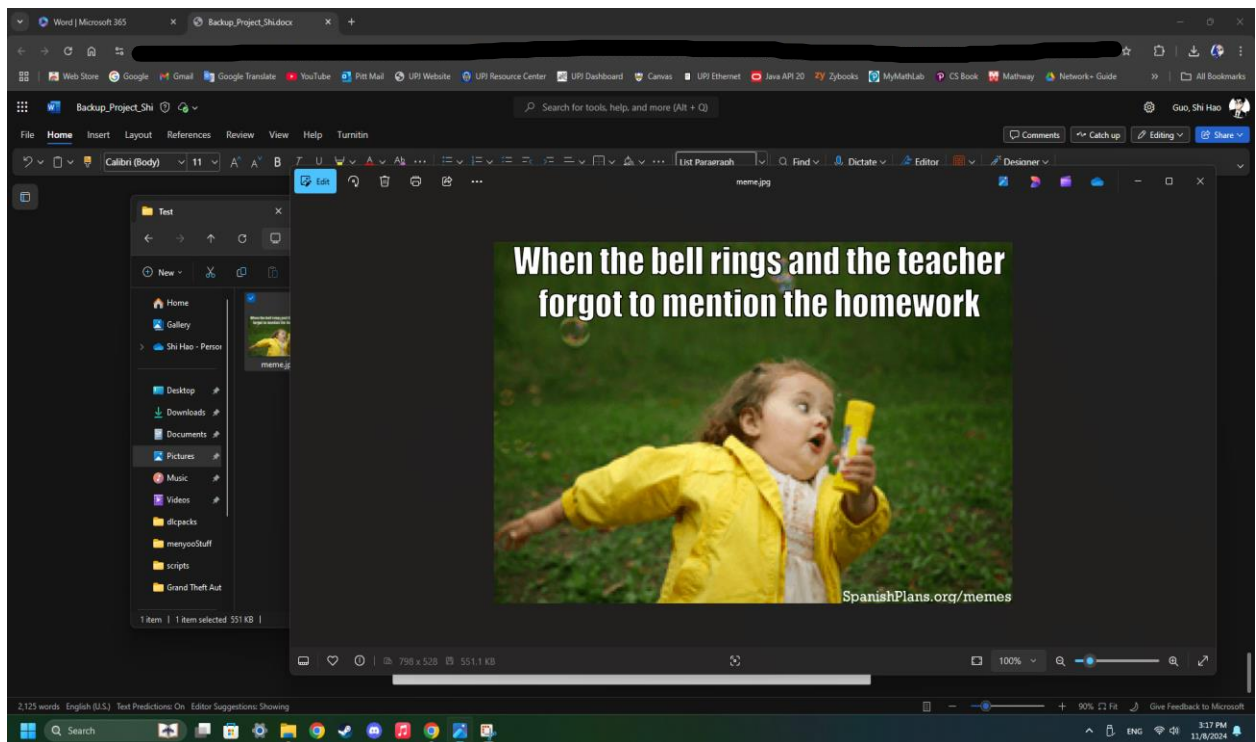 Word | Microsoft 365
Backup_Project_Shi.docx
Web Store Google Gmail Google Translate YouTube Pitt Mail UPJ Website UPJ Resource Center UPJ Dashboard Canvas UPJ Ethernet Java API 20 Zybooks MyMathLab CS Book Mathway Network+ Guide All Bookmarks
Backup_Project_Shi
Search for tools, help, and more (Alt + Q)
Guo, Shi Hao
File Home Insert Layout References Review View Help Turnitin
Comments Catch up Editing Share
Calibri (Body) 11 List Paragraph Find Dictate Editor Designer
Edit
meme.jpg
Test
New
Home
Gallery
Shi Hao - Person
meme.jp
Desktop
Downloads
Documents
Pictures
Music
Videos
dlcpacks
menyooStuff
scripts
Grand Theft Aut
1 item | 1 item selected 551 KB |
When the bell rings and the teacher
forgot to mention the homework
SpanishPlans.org/memes
798 x 528 551.1 KB
100%
2,125 words English (U.S.) Text Predictions: On Editor Suggestions: Showing
90% Fit Give Feedback to Microsoft
Search
ENG
3:17 PM
11/8/2024